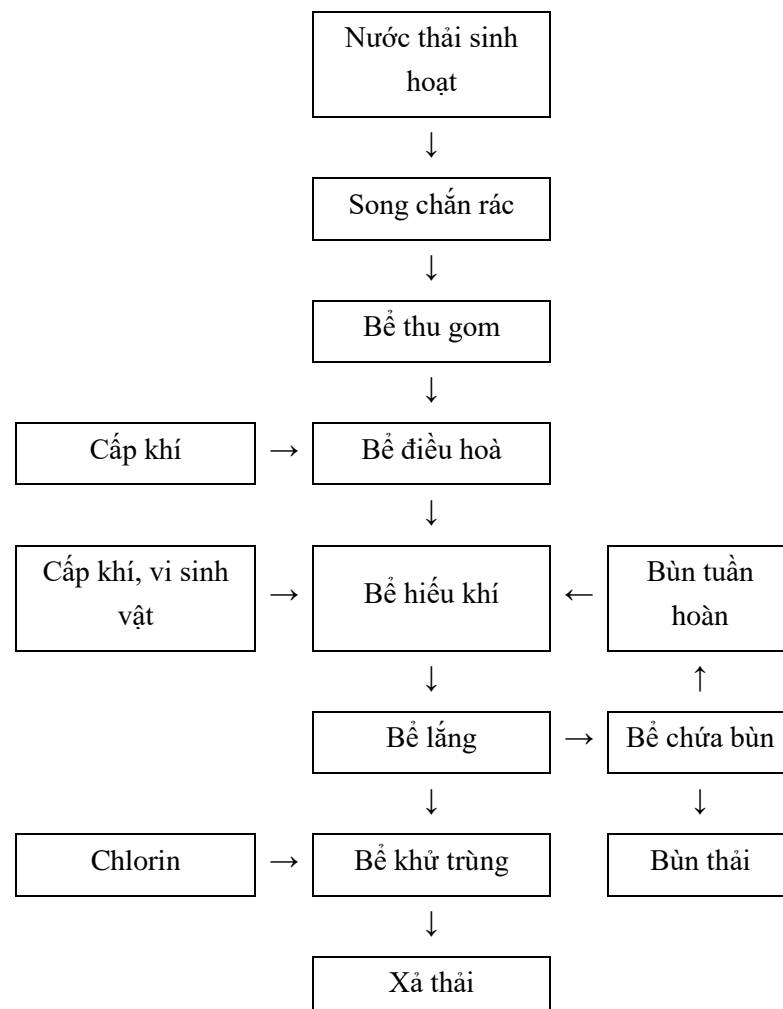 Nước thải sinh
hoạt
↓
Song chắn rác
↓
Bể thu gom
↓
Cấp khí → Bể điều hoà
↓
Cấp khí, vi sinh
vật
→
Bể hiếu khí
←
Bùn tuần
hoàn
↓ ↑
Bể lắng → Bể chứa bùn
↓ ↓
Chlorin → Bể khử trùng Bùn thải
↓
Xả thải